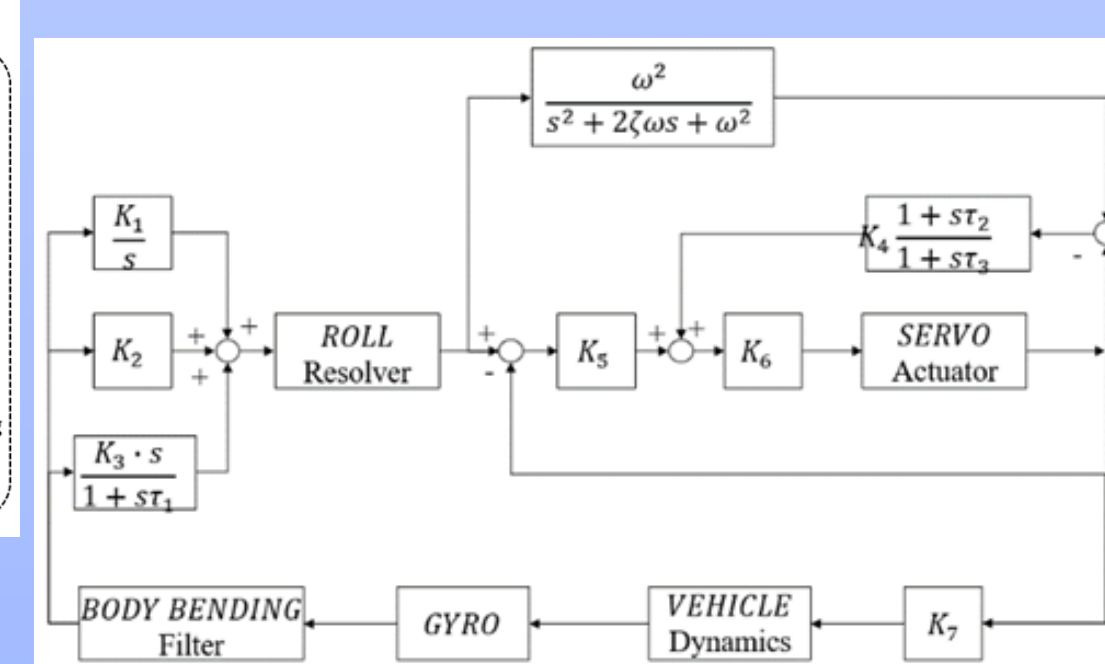 ω²
s² + 2ζωs + ω²
K₁
s
K₄
1 + sτ₂
1 + sτ₃
-
K₂
+
+
+
ROLL
Resolver
+
-
K₅
+
+
K₆
SERVO
Actuator
K₃ · s
1 + sτ₁
BODY BENDING
Filter
GYRO
VEHICLE
Dynamics
K₇